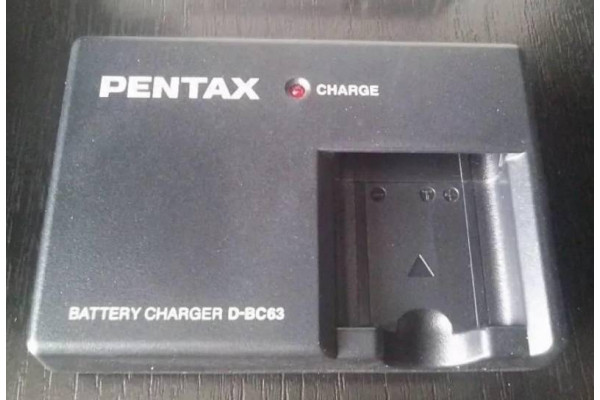 PENTAX CHARGE
- T +
BATTERY CHARGER D-BC63